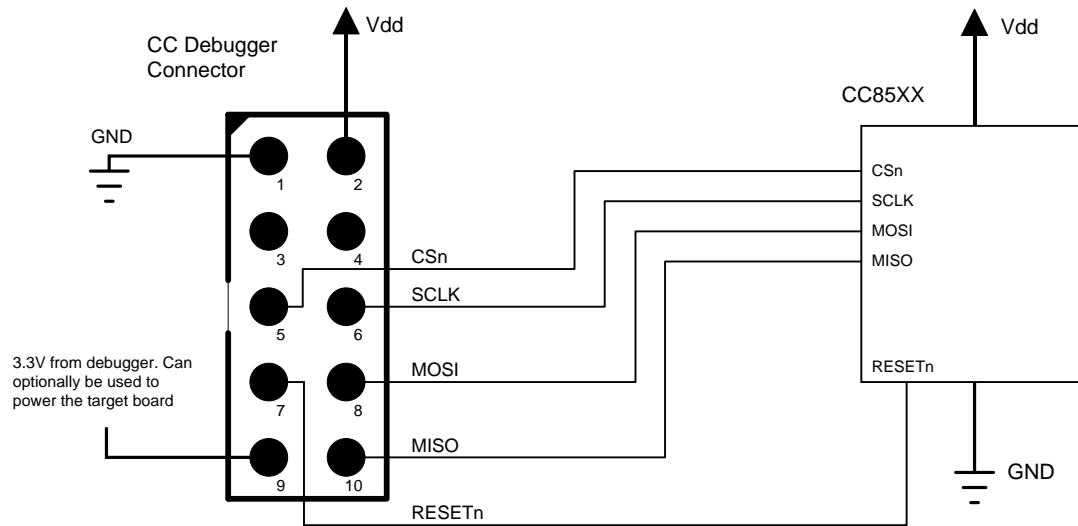 Vdd
Vdd
CC Debugger
Connector
CC85XX
GND
1
2
CSn
SCLK
MOSI
MISO
3
4
CSn
SCLK
5
6
3.3V from debugger. Can
optionally be used to
power the target board
MOSI
RESETn
7
8
MISO
GND
9
10
RESETn